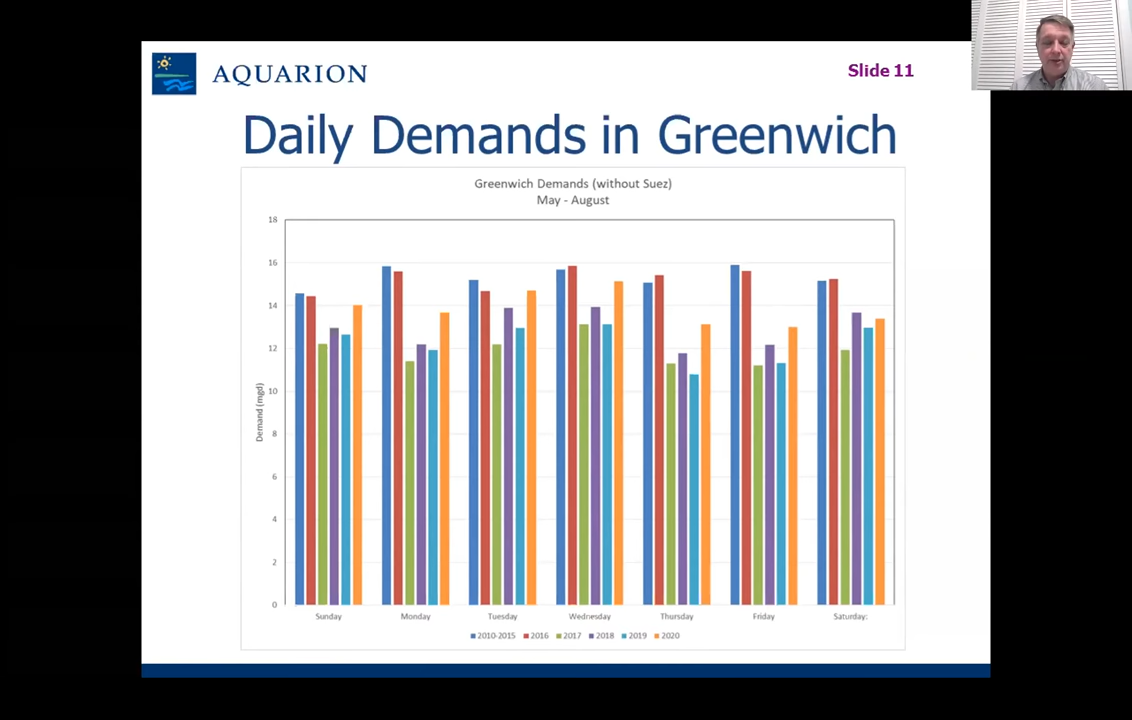 AQUARION
Slide 11
Daily Demands in Greenwich
Greenwich Demands (without Suez)
May - August
18
16
14
12
10
8
6
4
2
0
Demand (mgd)
Sunday Monday Tuesday Wednesday Thursday Friday Saturday:
2010-2015 2016 2017 2018 2019 2020